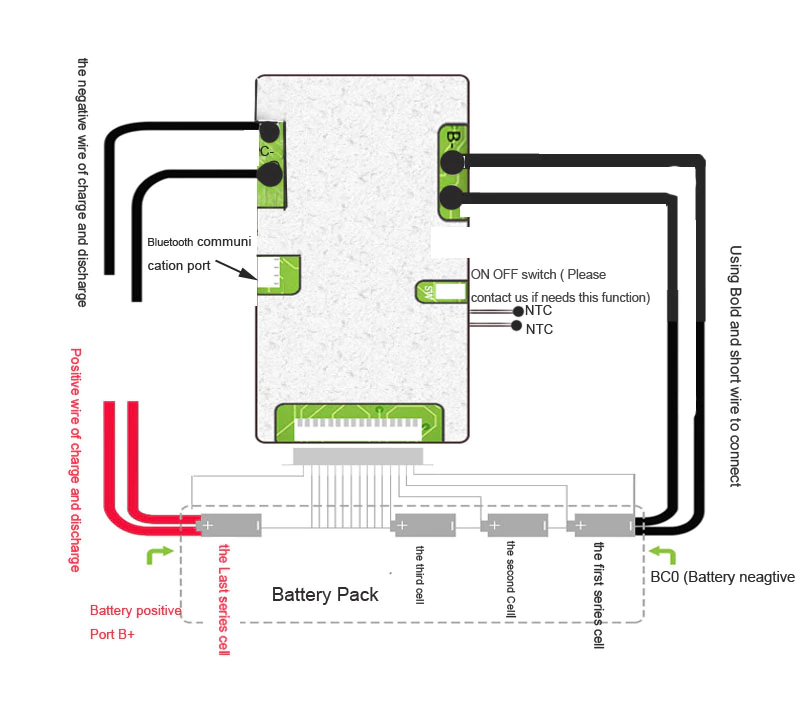 the negative wire of charge and discharge
C-
B-
Bluetooth communi
cation port
ON OFF switch ( Please
contact us if needs this function)
SW
NTC
NTC
Using Bold and short wire to connect
Positive wire of charge and discharge
+
+
+
+
the Last series cell
the third cell
the second Cell
the first series cell
Battery Pack
BC0 (Battery neagtive
Battery positive
Port B+